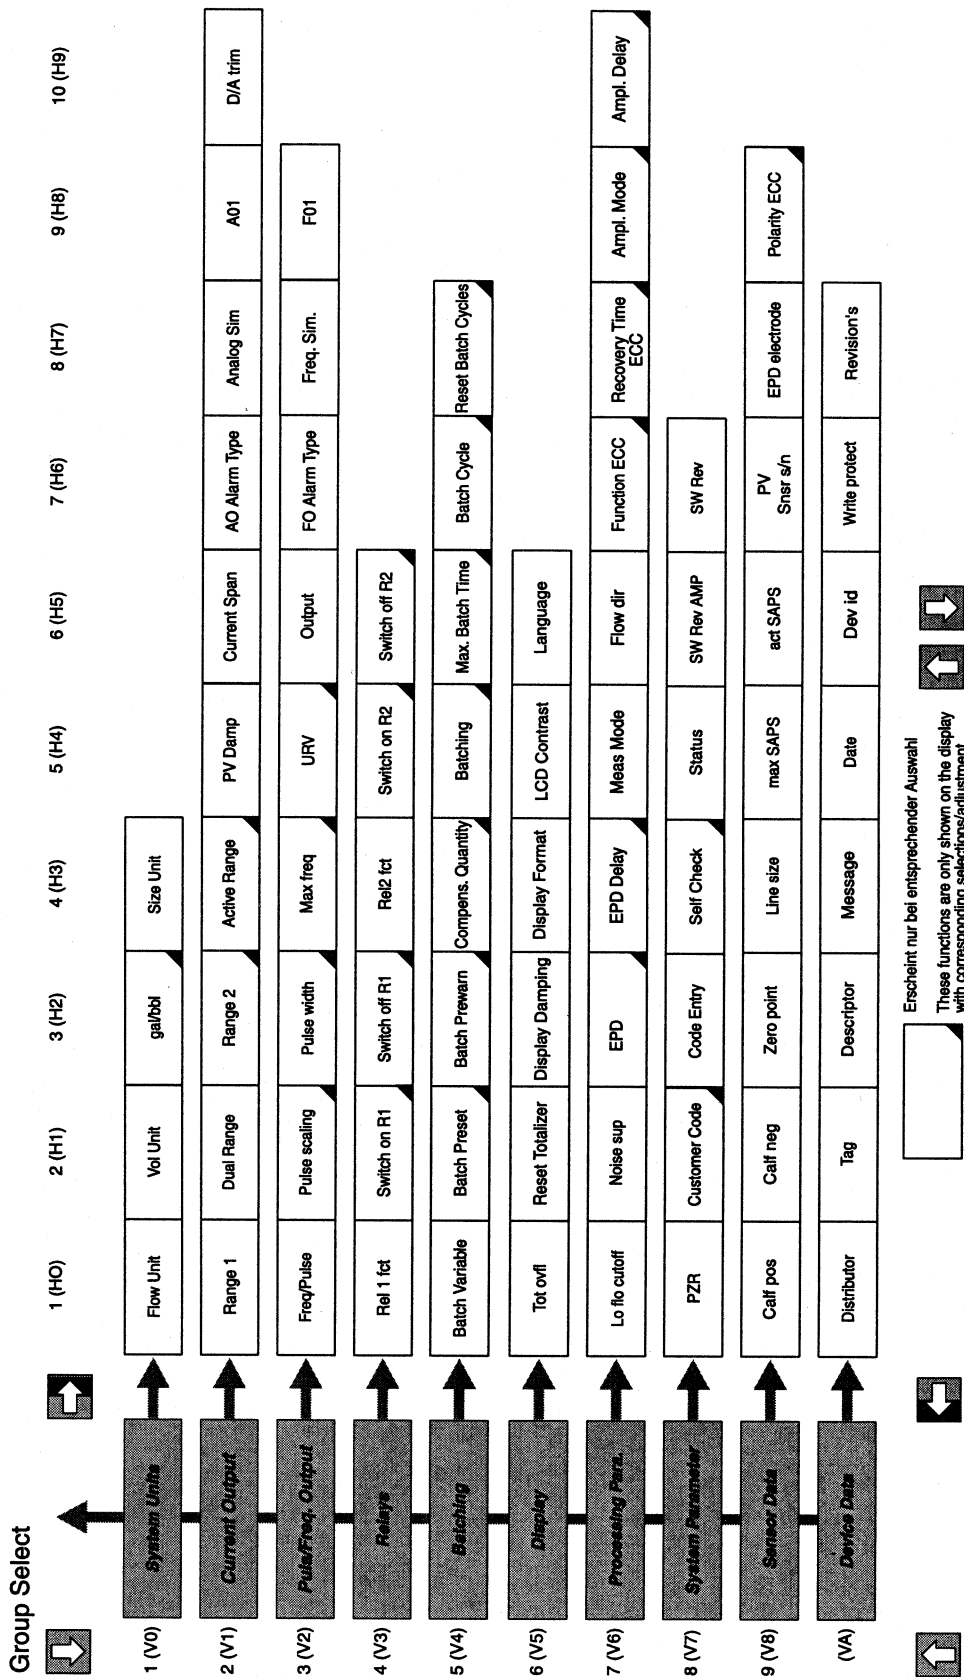 Group Select
1 (HO) 2 (H1) 3 (H2) 4 (H3) 5 (H4) 6 (H5) 7 (H6) 8 (H7) 9 (H8) 10 (H9)
1 (V0) System Units Flow Unit Vol Unit gal/bbl Size Unit
2 (V1) Current Output Range 1 Dual Range Range 2 Active Range PV Damp Current Span AO Alarm Type Analog Sim A01 D/A trim
3 (V2) Puls/Freq. Output Freq/Pulse Pulse scaling Pulse width Max freq URV Output FO Alarm Type Freq. Sim. F01
4 (V3) Relays Rel 1 fct Switch on R1 Switch off R1 Rel2 fct Switch on R2 Switch off R2
5 (V4) Batching Batch Variable Batch Preset Batch Prewarn Compens. Quantity Batching Max. Batch Time Batch Cycle Reset Batch Cycles
6 (V5) Display Tot ovfl Reset Totalizer Display Damping Display Format LCD Contrast Language
7 (V6) Processing Para. Lo flo cutoff Noise sup EPD EPD Delay Meas Mode Flow dir Function ECC Recovery Time ECC Ampl. Mode Ampl. Delay
8 (V7) System Parameter PZR Customer Code Code Entry Self Check Status SW Rev AMP SW Rev
9 (V8) Sensor Data Calf pos Calf neg Zero point Line size max SAPS act SAPS PV Snsr s/n EPD electrode Polarity ECC
(VA) Device Data Distributor Tag Descriptor Message Date Dev id Write protect Revision's
Erscheint nur bei entsprechender Auswahl
These functions are only shown on the display
with corresponding selections/adjustment